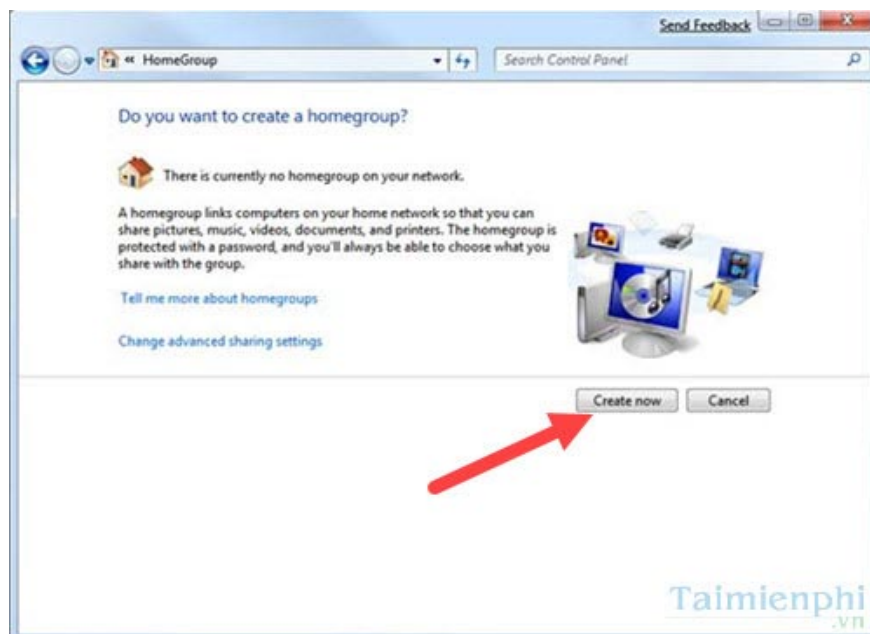 Send Feedback
« HomeGroup
Search Control Panel
Do you want to create a homegroup?
There is currently no homegroup on your network.
A homegroup links computers on your home network so that you can
share pictures, music, videos, documents, and printers. The homegroup is
protected with a password, and you'll always be able to choose what you
share with the group.
Tell me more about homegroups
Change advanced sharing settings
Create now Cancel
Taimienphi
.vn